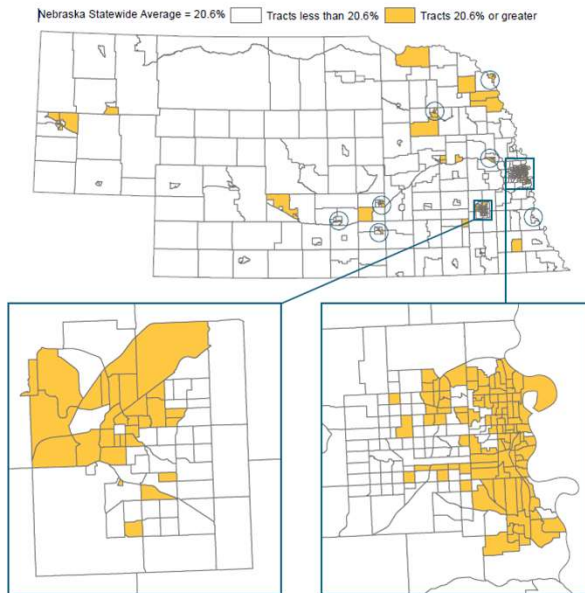 Nebraska Statewide Average = 20.6% Tracts less than 20.6% Tracts 20.6% or greater